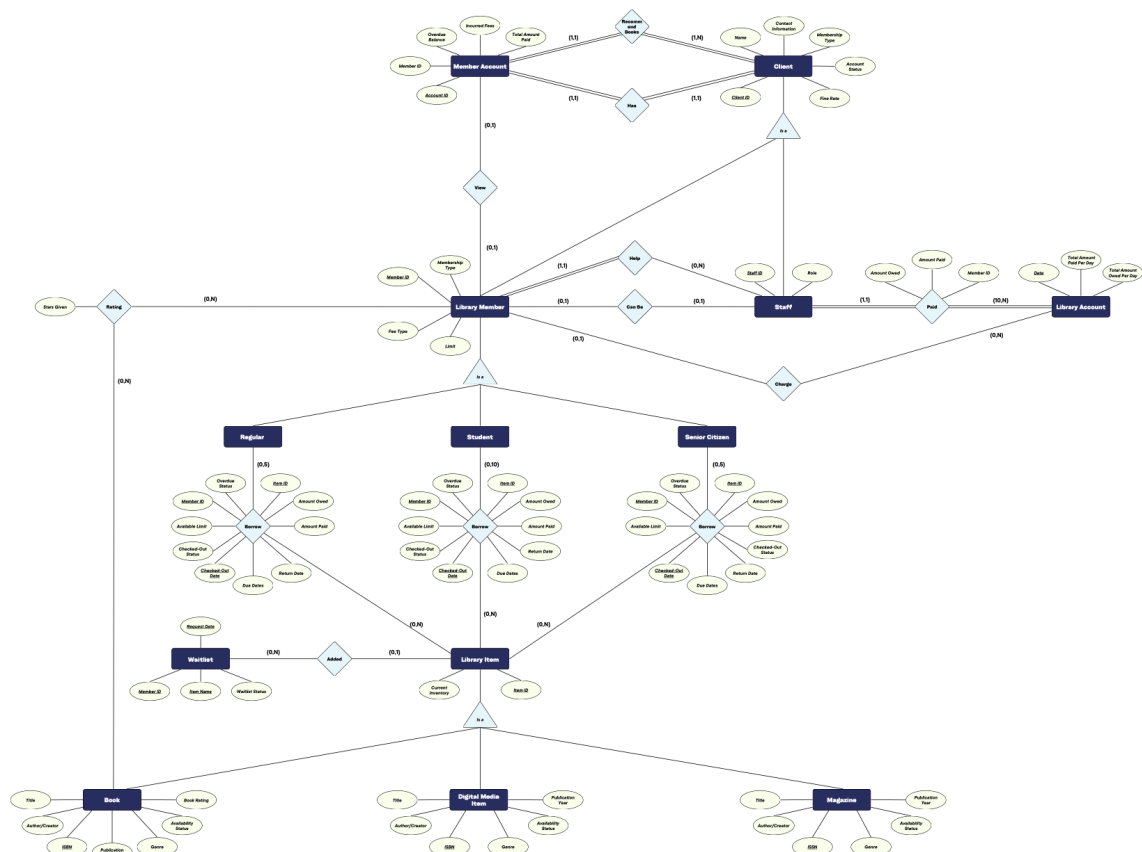 Recomm
end
Books
Incurred Fees
Overdue
Balance
Total Amount
Paid
(1,1)
(1,N)
Contact
Information
Name
Membership
Type
Member ID
Member Account
Client
Account
Status
Account ID
(1,1)
Has
(1,1)
Client ID
Fine Rate
(0,1)
Is a
View
(0,1)
Membership
Type
Member ID
(1,1)
Help
(0,N)
Staff ID
Role
Amount Paid
Amount Owed
Member ID
Date
Total Amount
Paid Per Day
Total Amount
Owed Per Day
Stars Given
Rating
(0,N)
Library Member
(0,1)
Can Be
(0,1)
Staff
(1,1)
Paid
(10,N)
Library Account
Fee Type
Limit
(0,1)
(0,N)
(0,N)
Is a
Charge
Regular
Student
Senior Citizen
(0,5)
(0,10)
(0,5)
Overdue
Status
Item ID
Member ID
Amount Owed
Available Limit
Borrow
Amount Paid
Checked-Out
Status
Checked-Out
Date
Due Dates
Return Date
Overdue
Status
Item ID
Member ID
Amount Owed
Available Limit
Borrow
Amount Paid
Checked-Out
Status
Return Date
Checked-Out
Date
Due Dates
Overdue
Status
Item ID
Member ID
Amount Owed
Available Limit
Borrow
Amount Paid
Checked-Out
Status
Checked-Out
Date
Due Dates
Return Date
(0,N)
(0,N)
(0,N)
Request Date
Waitlist
(0,N)
Added
(0,1)
Library Item
Member ID
Item Name
Waitlist Status
Current
Inventory
Item ID
Is a
Title
Book
Book Rating
Author/Creator
Availability
Status
ISBN
Publication
Genre
Title
Digital Media
Item
Publication
Year
Author/Creator
Availability
Status
ISBN
Genre
Title
Magazine
Publication
Year
Author/Creator
Availability
Status
ISSN
Genre